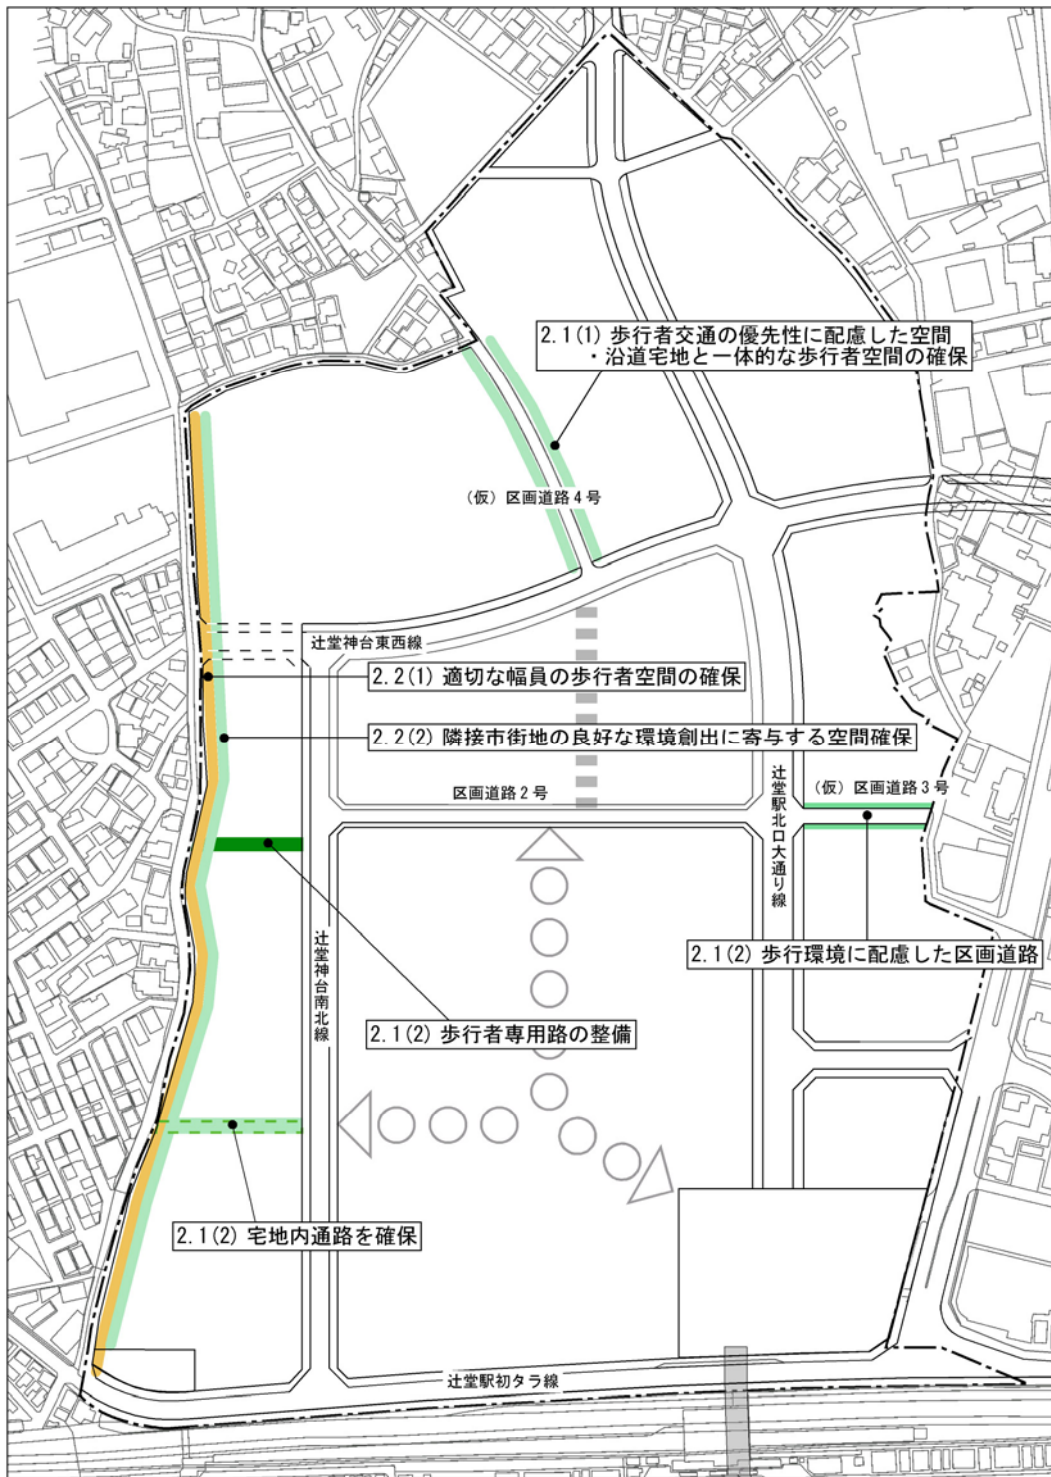 2.1(1) 歩行者交通の優先性に配慮した空間
・沿道宅地と一体的な歩行者空間の確保
(仮) 区画道路4号
辻堂神台東西線
2.2(1) 適切な幅員の歩行者空間の確保
2.2(2) 隣接市街地の良好な環境創出に寄与する空間確保
区画道路2号
辻堂駅北口大通り線
(仮) 区画道路3号
2.1(2) 歩行環境に配慮した区画道路
辻堂神台南北線
2.1(2) 歩行者専用路の整備
2.1(2) 宅地内通路を確保
辻堂駅初タラ線